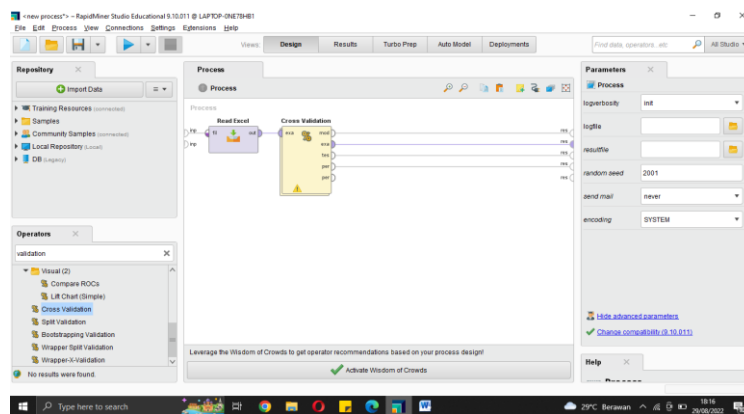 <new process*> – RapidMiner Studio Educational 9.10.011 @ LAPTOP-0NE78HB1
File Edit Process View Connections Settings Extensions Help
Views: Design Results Turbo Prep Auto Model Deployments
Find data, operators...etc
All Studio
Repository
Import Data
Training Resources (connected)
Samples
Community Samples (connected)
Local Repository (Local)
DB (Legacy)
Operators
validation
Visual (2)
Compare ROCs
Lift Chart (Simple)
Cross Validation
Split Validation
Bootstrapping Validation
Wrapper Split Validation
Wrapper-X-Validation
No results were found.
Process
Process
Process
Read Excel
Cross Validation
inp
inp
fil
out
exa
mod
exa
tes
per
per
res
res
res
res
res
Leverage the Wisdom of Crowds to get operator recommendations based on your process design!
Activate Wisdom of Crowds
Parameters
Process
logverbosity init
logfile
resultfile
random seed 2001
send mail never
encoding SYSTEM
Hide advanced parameters
Change compatibility (9.10.011)
Help
Type here to search
29°C Berawan
18:16
29/08/2022